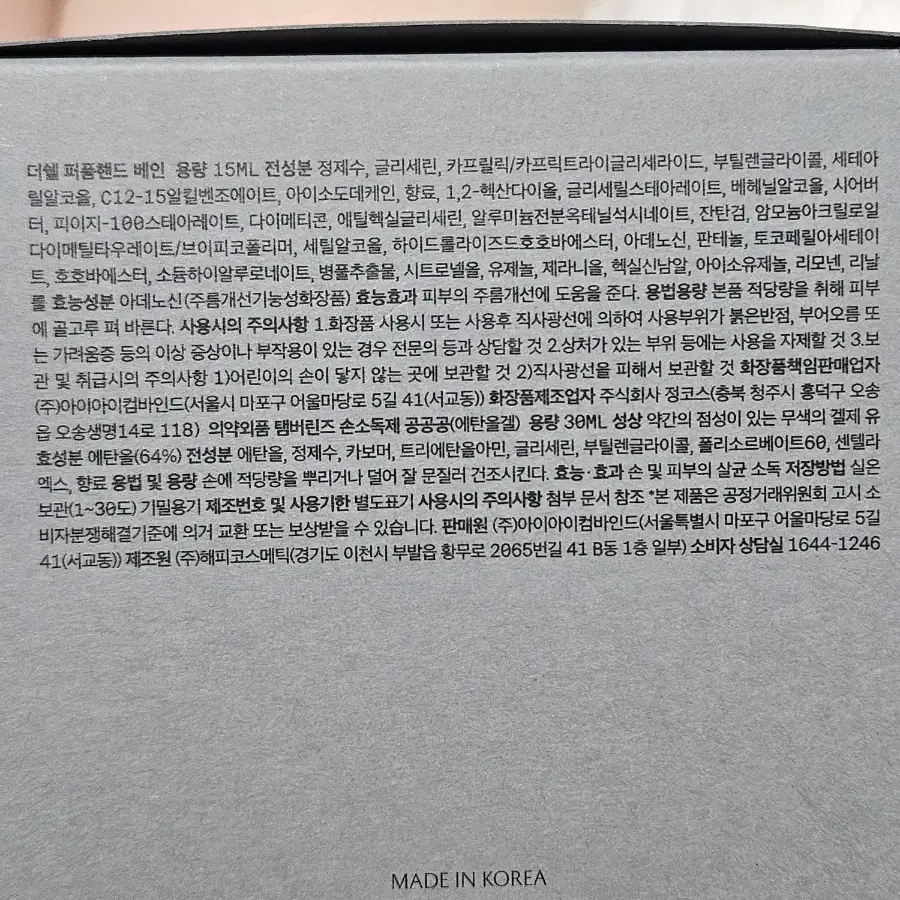 더쉘 퍼퓸핸드 베인 용량 15ML 전성분 정제수, 글리세린, 카프릴릭/카프릭트라이글리세라이드, 부틸렌글라이콜, 세테아
릴알코올, C12-15알킬벤조에이트, 아이소도데케인, 향료, 1,2-헥산다이올, 글리세릴스테아레이트, 베헤닐알코올, 시어버
터, 피이지-100스테아레이트, 다이메티콘, 에틸헥실글리세린, 알루미늄전분옥테닐석시네이트, 잔탄검, 암모늄아크릴로일
다이메틸타우레이트/브이피코폴리머, 세틸알코올, 하이드롤라이즈드호호바에스터, 아데노신, 판테놀, 토코페릴아세테이
트, 호호바에스터, 소듐하이알루로네이트, 병풀추출물, 시트로넬올, 유제놀, 제라니올, 헥실신남알, 아이소유제놀, 리모넨, 리날
롤 효능성분 아데노신(주름개선기능성화장품) 효능효과 피부의 주름개선에 도움을 준다. 용법용량 본품 적당량을 취해 피부
에 골고루 펴 바른다. 사용시의 주의사항 1.화장품 사용시 또는 사용후 직사광선에 의하여 사용부위가 붉은반점, 부어오름 또
는 가려움증 등의 이상 증상이나 부작용이 있는 경우 전문의 등과 상담할 것 2.상처가 있는 부위 등에는 사용을 자제할 것 3.보
관 및 취급시의 주의사항 1)어린이의 손이 닿지 않는 곳에 보관할 것 2)직사광선을 피해서 보관할 것 화장품책임판매업자
(주)아이아이컴바인드(서울시 마포구 어울마당로 5길 41(서교동)) 화장품제조업자 주식회사 정코스(충북 청주시 흥덕구 오송
읍 오송생명14로 118) 의약외품 탬버린즈 손소독제 공공공(에탄올겔) 용량 30ML 성상 약간의 점성이 있는 무색의 겔제 유
효성분 에탄올(64%) 전성분 에탄올, 정제수, 카보머, 트리에탄올아민, 글리세린, 부틸렌글라이콜, 폴리소르베이트60, 센텔라
엑스, 향료 용법 및 용량 손에 적당량을 뿌리거나 덜어 잘 문질러 건조시킨다. 효능·효과 손 및 피부의 살균 소독 저장방법 실온
보관(1~30도) 기밀용기 제조번호 및 사용기한 별도표기 사용시의 주의사항 첨부 문서 참조 *본 제품은 공정거래위원회 고시 소
비자분쟁해결기준에 의거 교환 또는 보상받을 수 있습니다. 판매원 (주)아이아이컴바인드(서울특별시 마포구 어울마당로 5길
41(서교동)) 제조원 (주)해피코스메틱(경기도 이천시 부발읍 황무로 2065번길 41 B동 1층 일부) 소비자 상담실 1644-1246
MADE IN KOREA